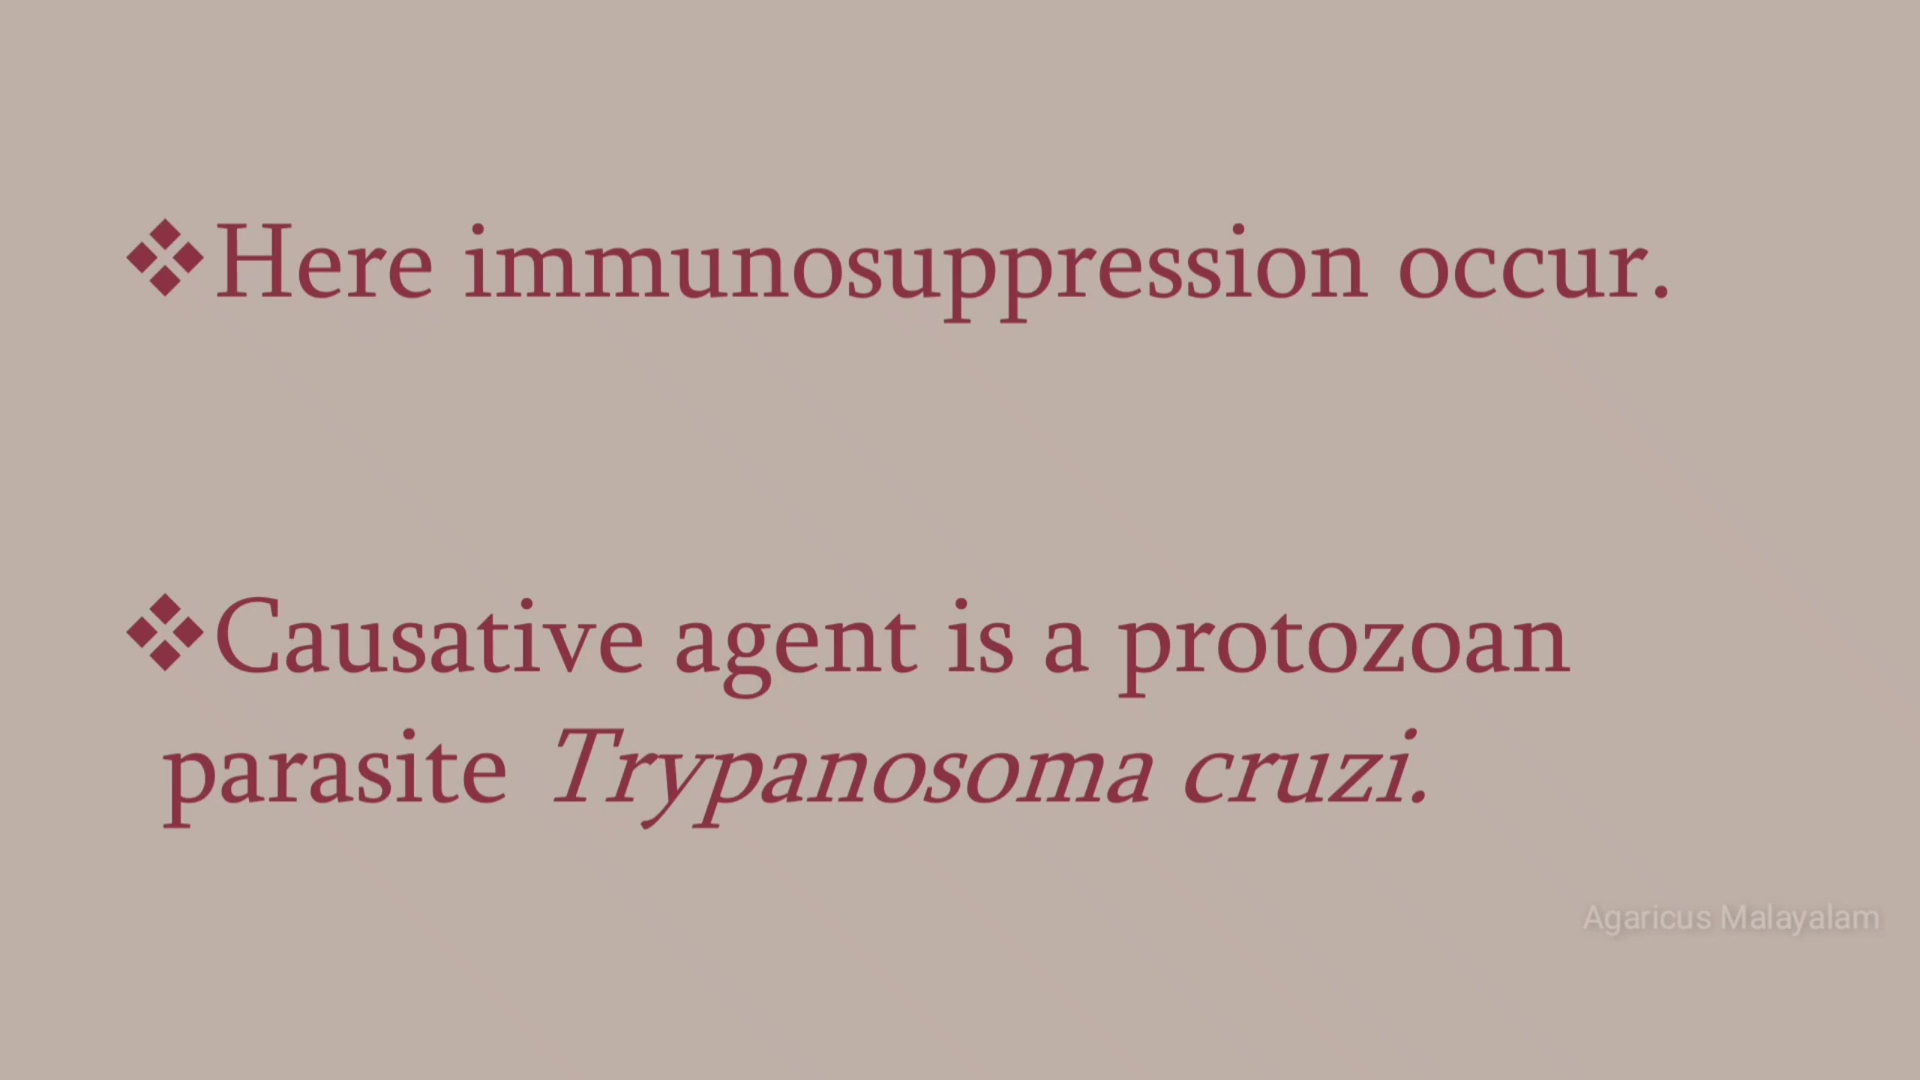 ❖Here immunosuppression occur.
❖Causative agent is a protozoan
parasite Trypanosoma cruzi.
Agaricus Malayalam